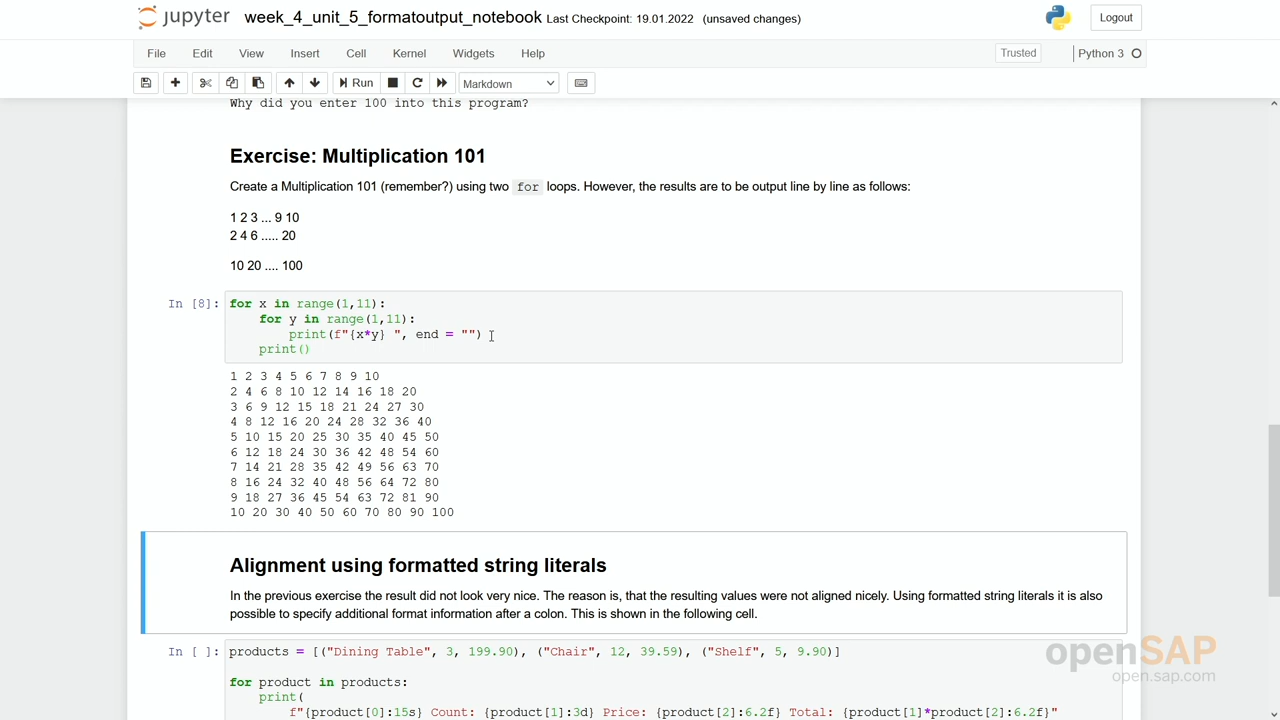 jupyter week_4_unit_5_formatoutput_notebook Last Checkpoint: 19.01.2022 (unsaved changes)
Logout
File Edit View Insert Cell Kernel Widgets Help
Trusted
Python 3
Run
Markdown
Why did you enter 100 into this program?
Exercise: Multiplication 101
Create a Multiplication 101 (remember?) using two for loops. However, the results are to be output line by line as follows:
1 2 3 ... 9 10
2 4 6 ..... 20
10 20 .... 100
In [8]: for x in range(1,11):
    for y in range(1,11):
        print(f"{x*y} ", end = "")
    print()
1 2 3 4 5 6 7 8 9 10
2 4 6 8 10 12 14 16 18 20
3 6 9 12 15 18 21 24 27 30
4 8 12 16 20 24 28 32 36 40
5 10 15 20 25 30 35 40 45 50
6 12 18 24 30 36 42 48 54 60
7 14 21 28 35 42 49 56 63 70
8 16 24 32 40 48 56 64 72 80
9 18 27 36 45 54 63 72 81 90
10 20 30 40 50 60 70 80 90 100
Alignment using formatted string literals
In the previous exercise the result did not look very nice. The reason is, that the resulting values were not aligned nicely. Using formatted string literals it is also
possible to specify additional format information after a colon. This is shown in the following cell.
In [ ]: products = [("Dining Table", 3, 199.90), ("Chair", 12, 39.59), ("Shelf", 5, 9.90)]
for product in products:
    print(
        f"{product[0]:15s} Count: {product[1]:3d} Price: {product[2]:6.2f} Total: {product[1]*product[2]:6.2f}"
openSAP
open.sap.com